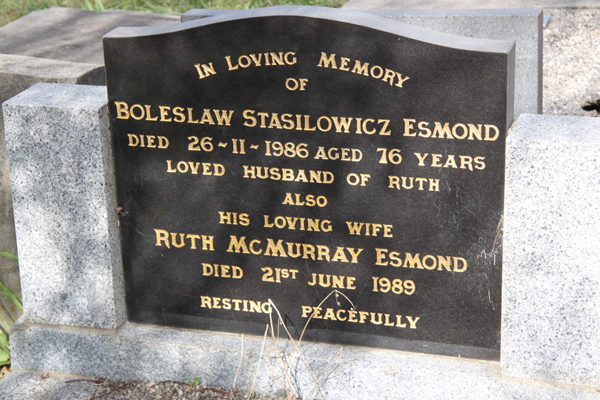 IN LOVING MEMORY
OF
BOLESLAW STASILOWICZ ESMOND
DIED 26-11-1986 AGED 76 YEARS
LOVED HUSBAND OF RUTH
ALSO
HIS LOVING WIFE
RUTH MCMURRAY ESMOND
DIED 21ST JUNE 1989
RESTING PEACEFULLY